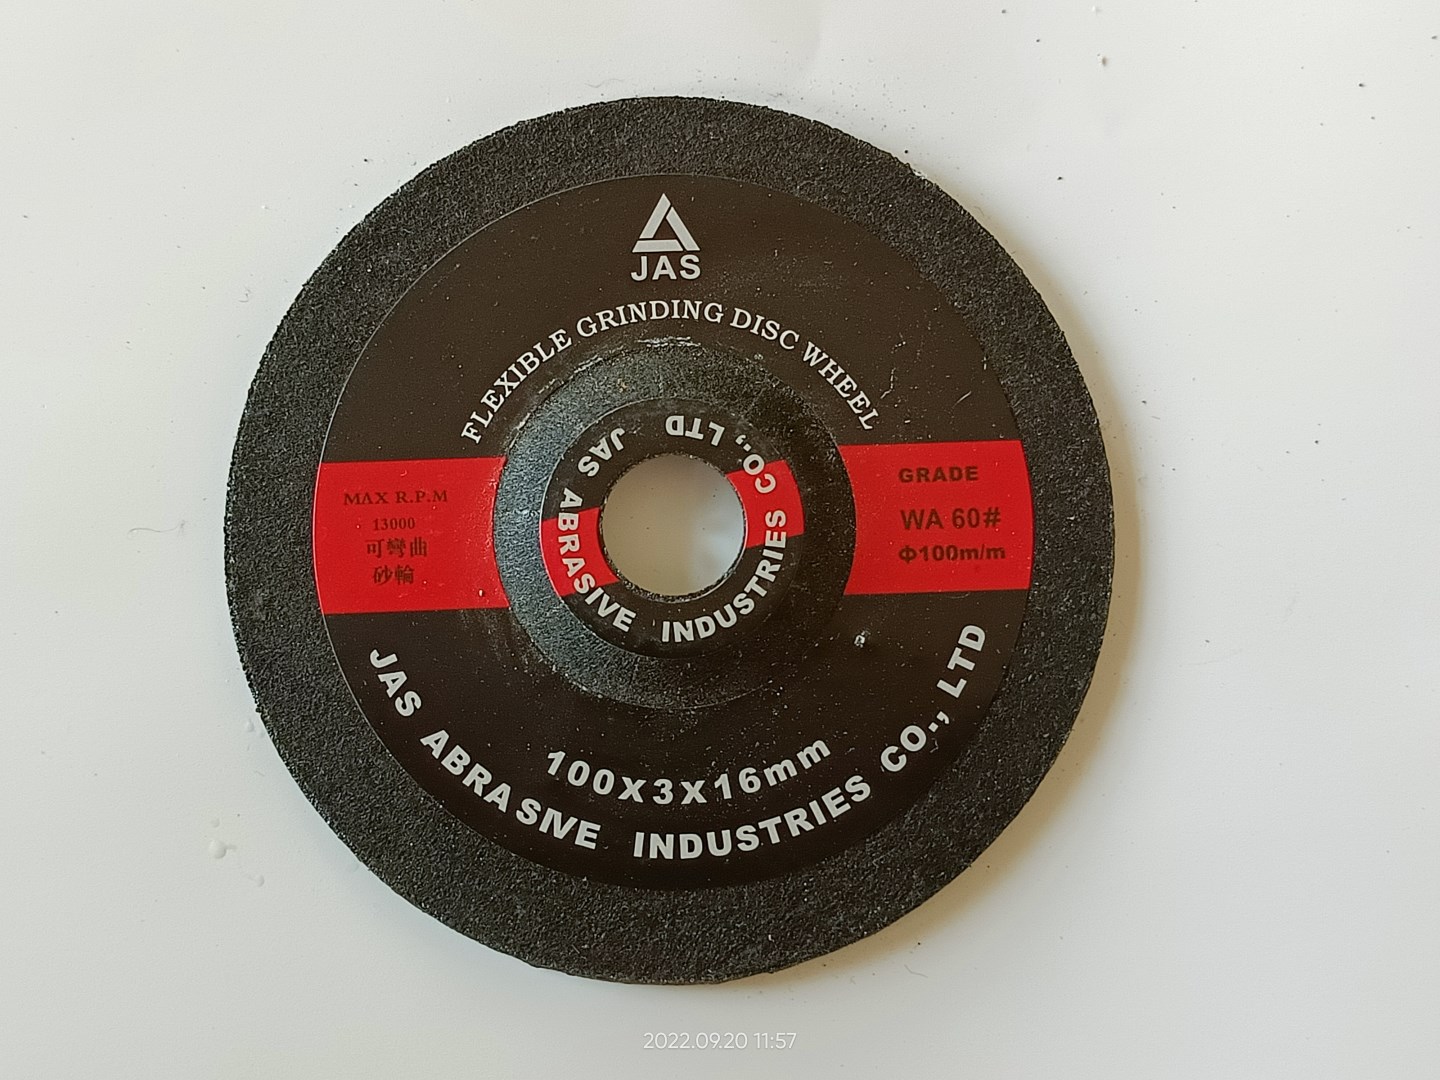 JAS
FLEXIBLE GRINDING DISC WHEEL
JAS ABRASIVE INDUSTRIES CO., LTD
MAX R.P.M
13000
可彎曲
砂輪
GRADE
WA 60#
Φ100m/m
100x3x16mm
JAS ABRASIVE INDUSTRIES CO., LTD
2022.09.20 11:57